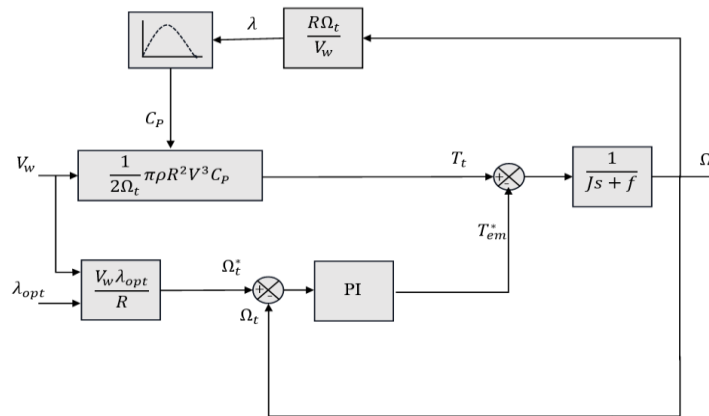 λ
RΩ_t / V_w
C_P
V_w
1 / 2Ω_t πρR²V³C_P
T_t
+
-
1 / Js + f
Ω
T*_em
λ_opt
V_wλ_opt / R
Ω*_t
+
-
Ω_t
PI